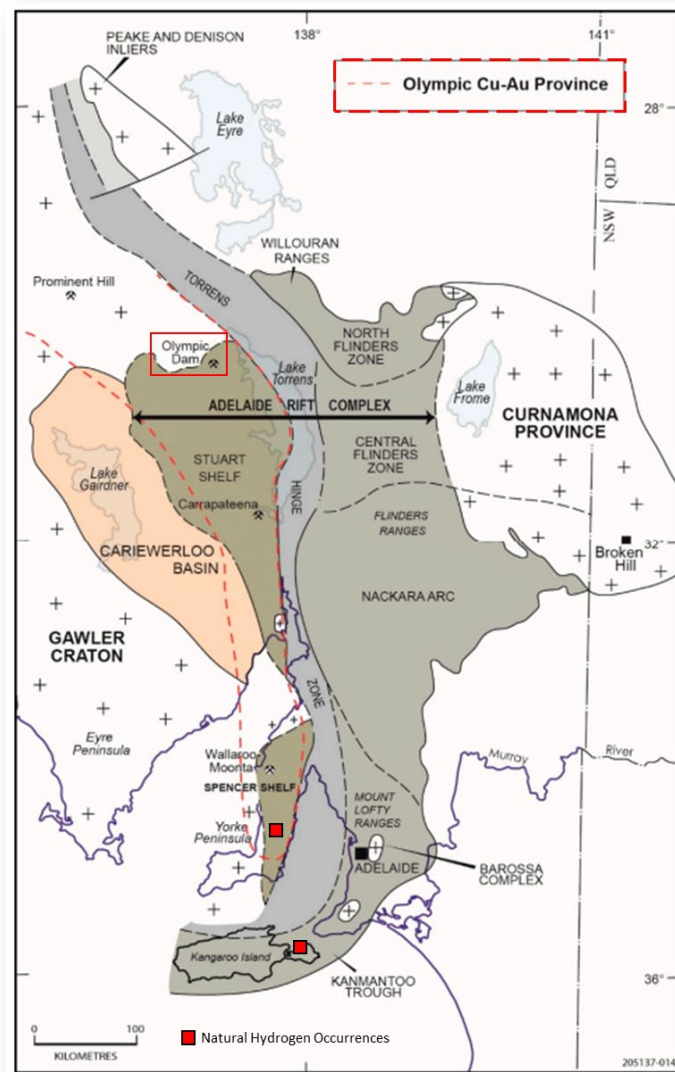 138°
141°
PEAKE AND DENISON
INLIERS
Olympic Cu-Au Province
28°
Lake
Eyre
QLD
NSW
WILLOURAN
RANGES
TORRENS
Prominent Hill
NORTH
FLINDERS
ZONE
Olympic
Dam
Lake
Torrens
Lake
Frome
ADELAIDE RIFT COMPLEX
CURNAMONA
PROVINCE
CENTRAL
FLINDERS
ZONE
STUART
SHELF
Lake
Gairdner
HINGE
Carrapateena
FLINDERS
RANGES
32°
CARIEWERLOO
BASIN
Broken
Hill
NACKARA ARC
GAWLER
CRATON
ZONE
Eyre
Peninsula
Murray River
Wallaroo
Moonta
SPENCER SHELF
MOUNT
LOFTY
RANGES
Yorke
Peninsula
ADELAIDE
BAROSSA
COMPLEX
Kangaroo Island
KANMANTOO
TROUGH
36°
0 100
KILOMETRES
Natural Hydrogen Occurrences
205137-014